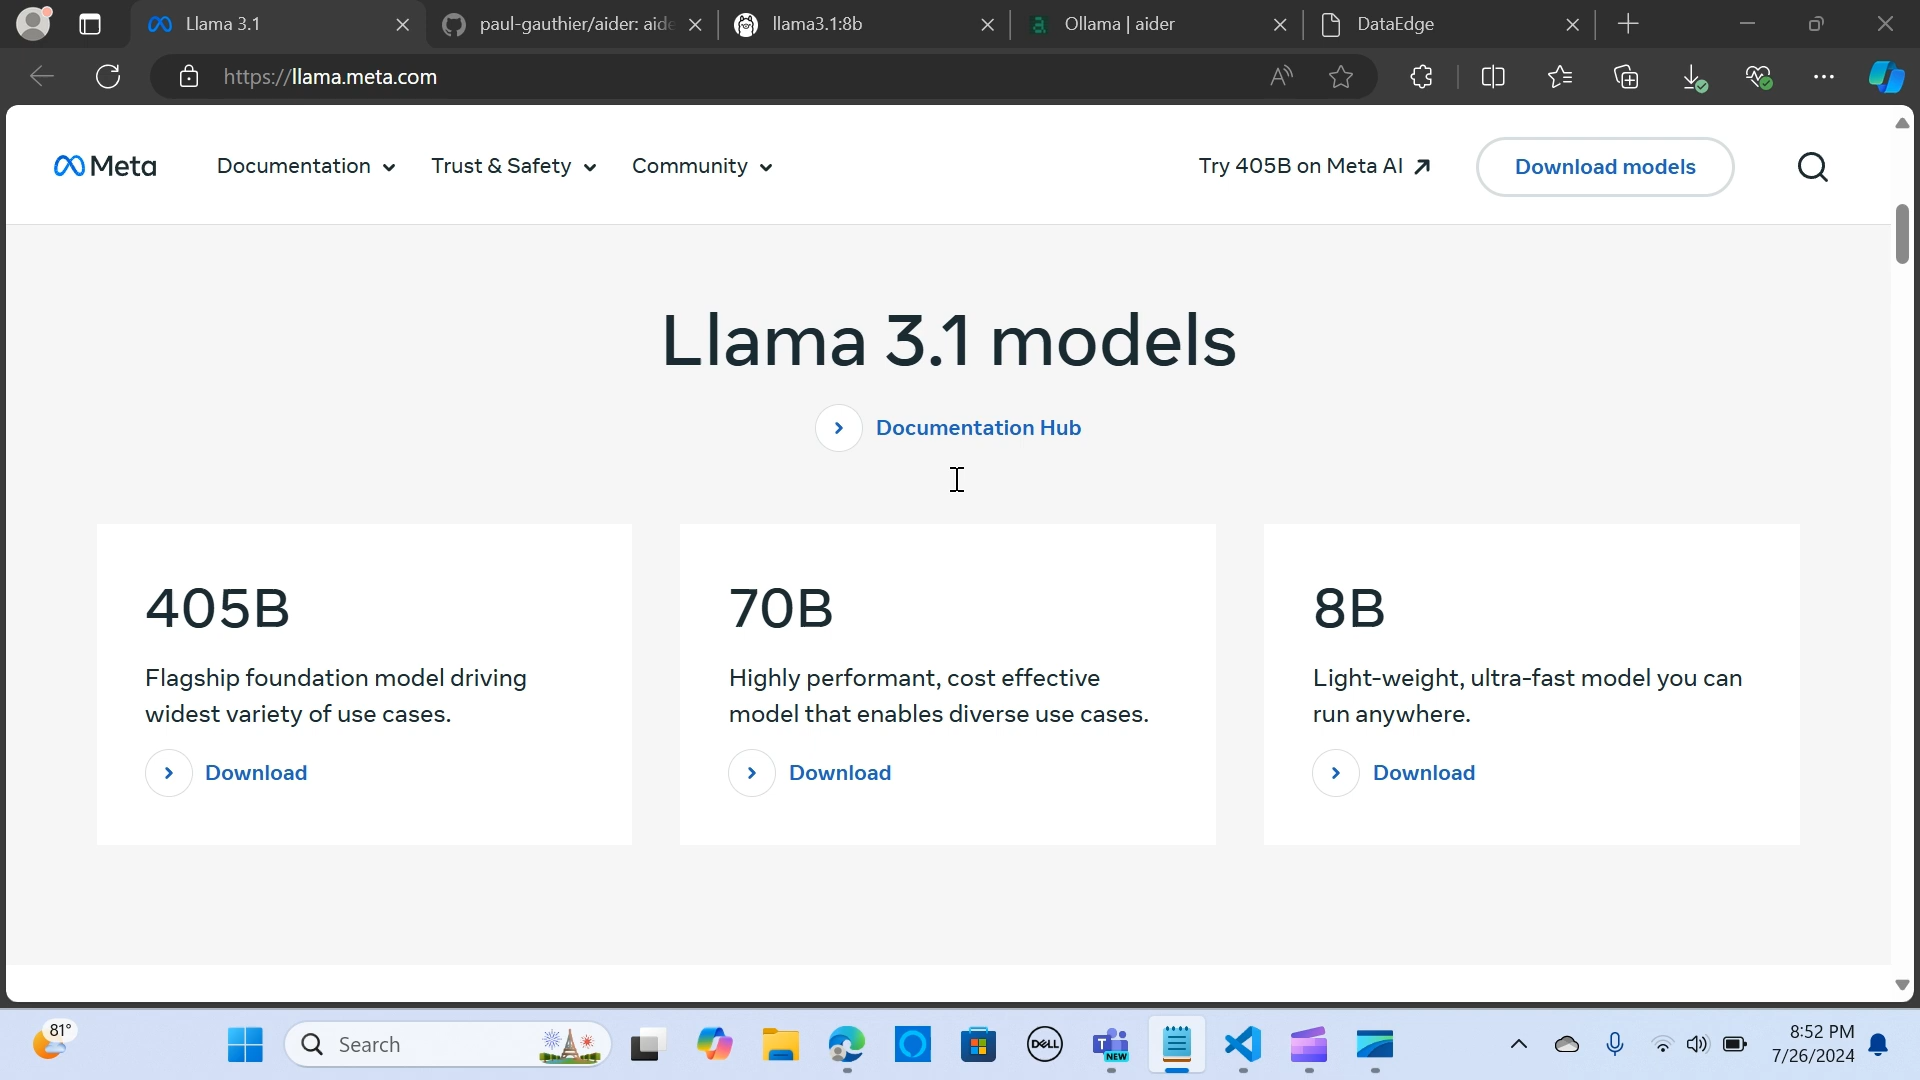 Llama 3.1
paul-gauthier/aider: aide
llama3.1:8b
Ollama | aider
DataEdge
https://llama.meta.com
Meta
Documentation
Trust & Safety
Community
Try 405B on Meta AI
Download models
Llama 3.1 models
Documentation Hub
405B
Flagship foundation model driving
widest variety of use cases.
Download
70B
Highly performant, cost effective
model that enables diverse use cases.
Download
8B
Light-weight, ultra-fast model you can
run anywhere.
Download
81°
Search
DELL
T
NEW
8:52 PM
7/26/2024